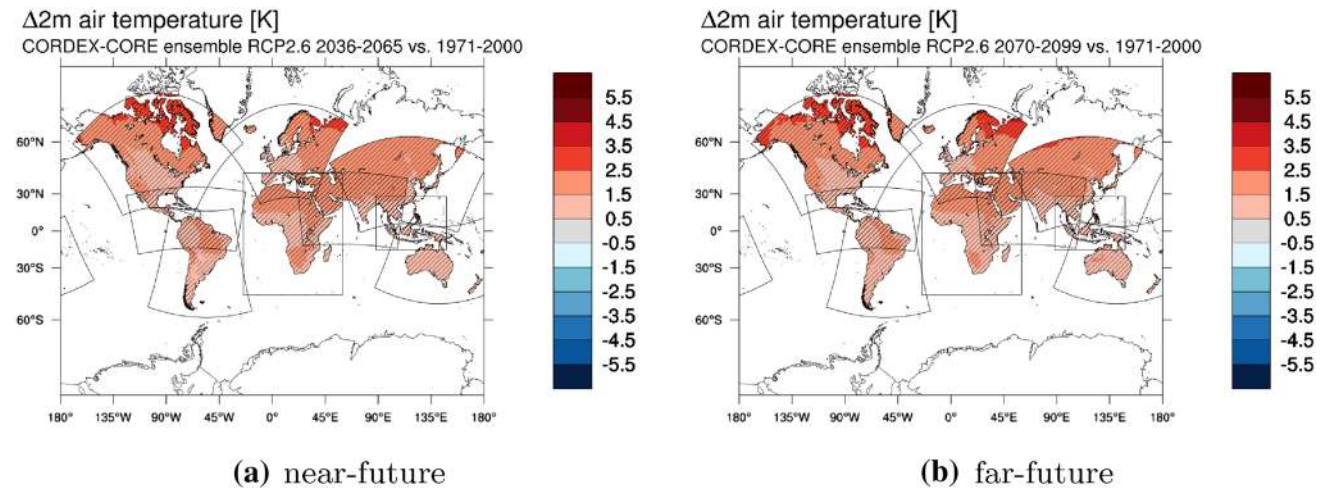 Δ2m air temperature [K]
CORDEX-CORE ensemble RCP2.6 2036-2065 vs. 1971-2000
60°N
30°N
0°
30°S
60°S
180°
135°W
90°W
45°W
0°
45°E
90°E
135°E
180°
5.5
4.5
3.5
2.5
1.5
0.5
-0.5
-1.5
-2.5
-3.5
-4.5
-5.5
(a) near-future
Δ2m air temperature [K]
CORDEX-CORE ensemble RCP2.6 2070-2099 vs. 1971-2000
60°N
30°N
0°
30°S
60°S
180°
135°W
90°W
45°W
0°
45°E
90°E
135°E
180°
5.5
4.5
3.5
2.5
1.5
0.5
-0.5
-1.5
-2.5
-3.5
-4.5
-5.5
(b) far-future